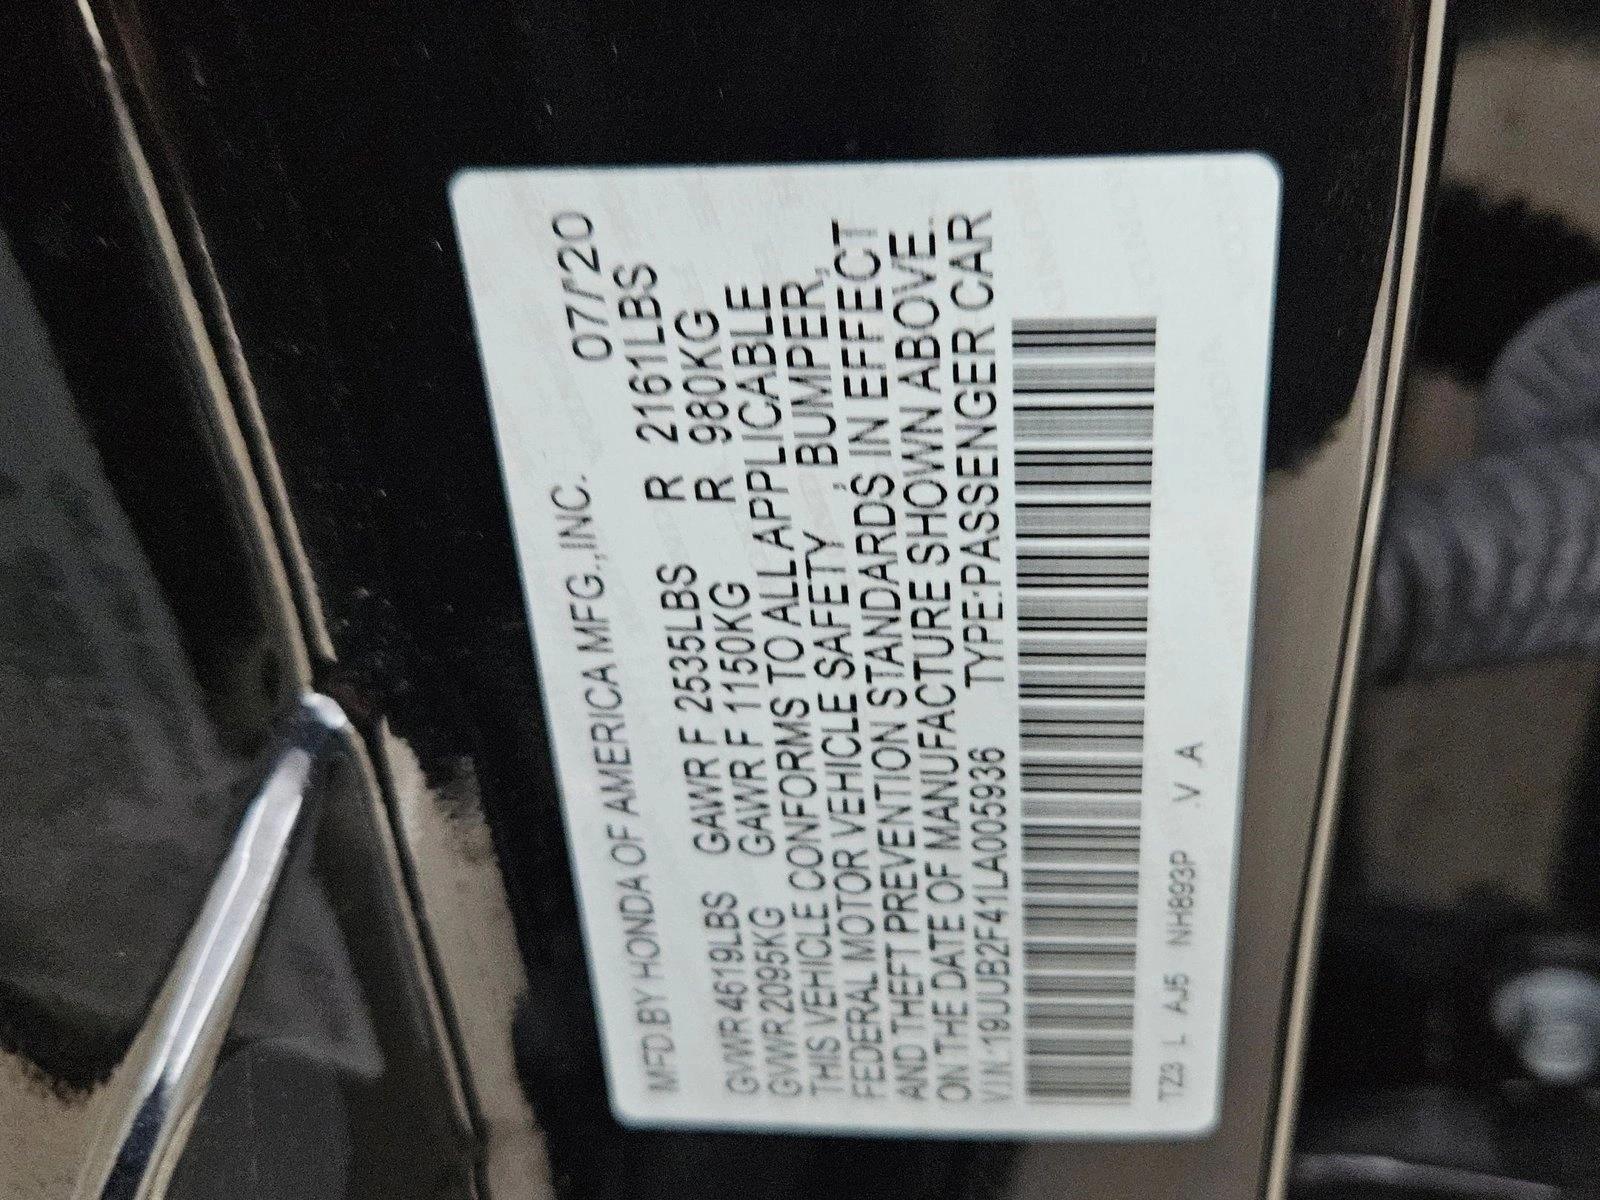 MFD.BY HONDA OF AMERICA MFG.,INC. 07/'20
GVWR 4619LBS GAWR F 2535LBS R 2161LBS
GVWR 2095KG GAWR F 1150KG R 980KG
THIS VEHICLE CONFORMS TO ALL APPLICABLE
FEDERAL MOTOR VEHICLE SAFETY , BUMPER,
AND THEFT PREVENTION STANDARDS IN EFFECT
ON THE DATE OF MANUFACTURE SHOWN ABOVE.
V.I.N.:19UUB2F41LA005936 TYPE:PASSENGER CAR
TZ3 L AJ5 NH893P .V .A